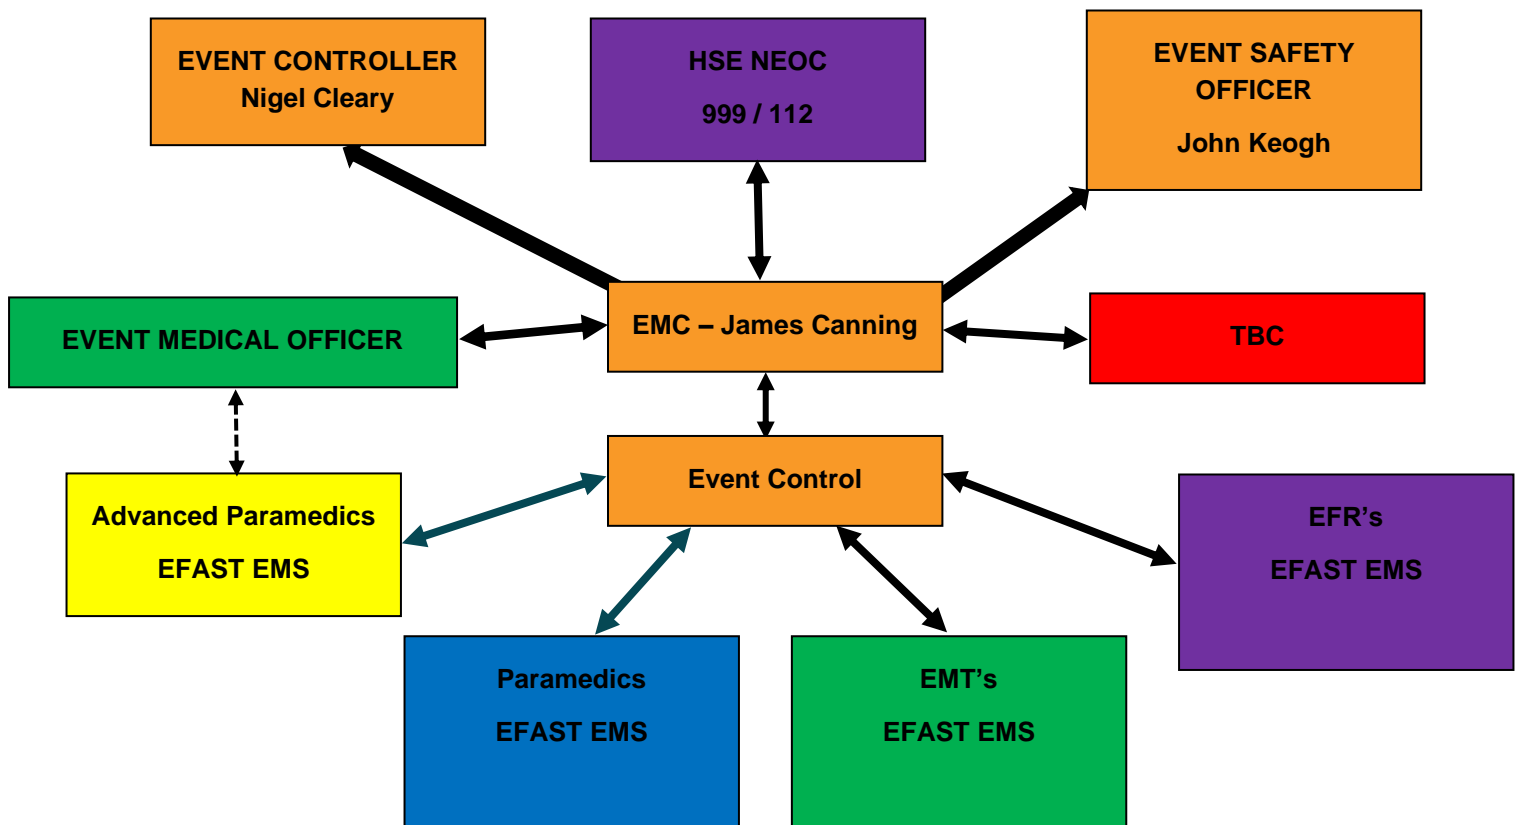 EVENT CONTROLLER
Nigel Cleary
HSE NEOC
999 / 112
EVENT SAFETY
OFFICER
John Keogh
EVENT MEDICAL OFFICER
EMC – James Canning
TBC
Event Control
Advanced Paramedics
EFAST EMS
EFR’s
EFAST EMS
Paramedics
EFAST EMS
EMT’s
EFAST EMS